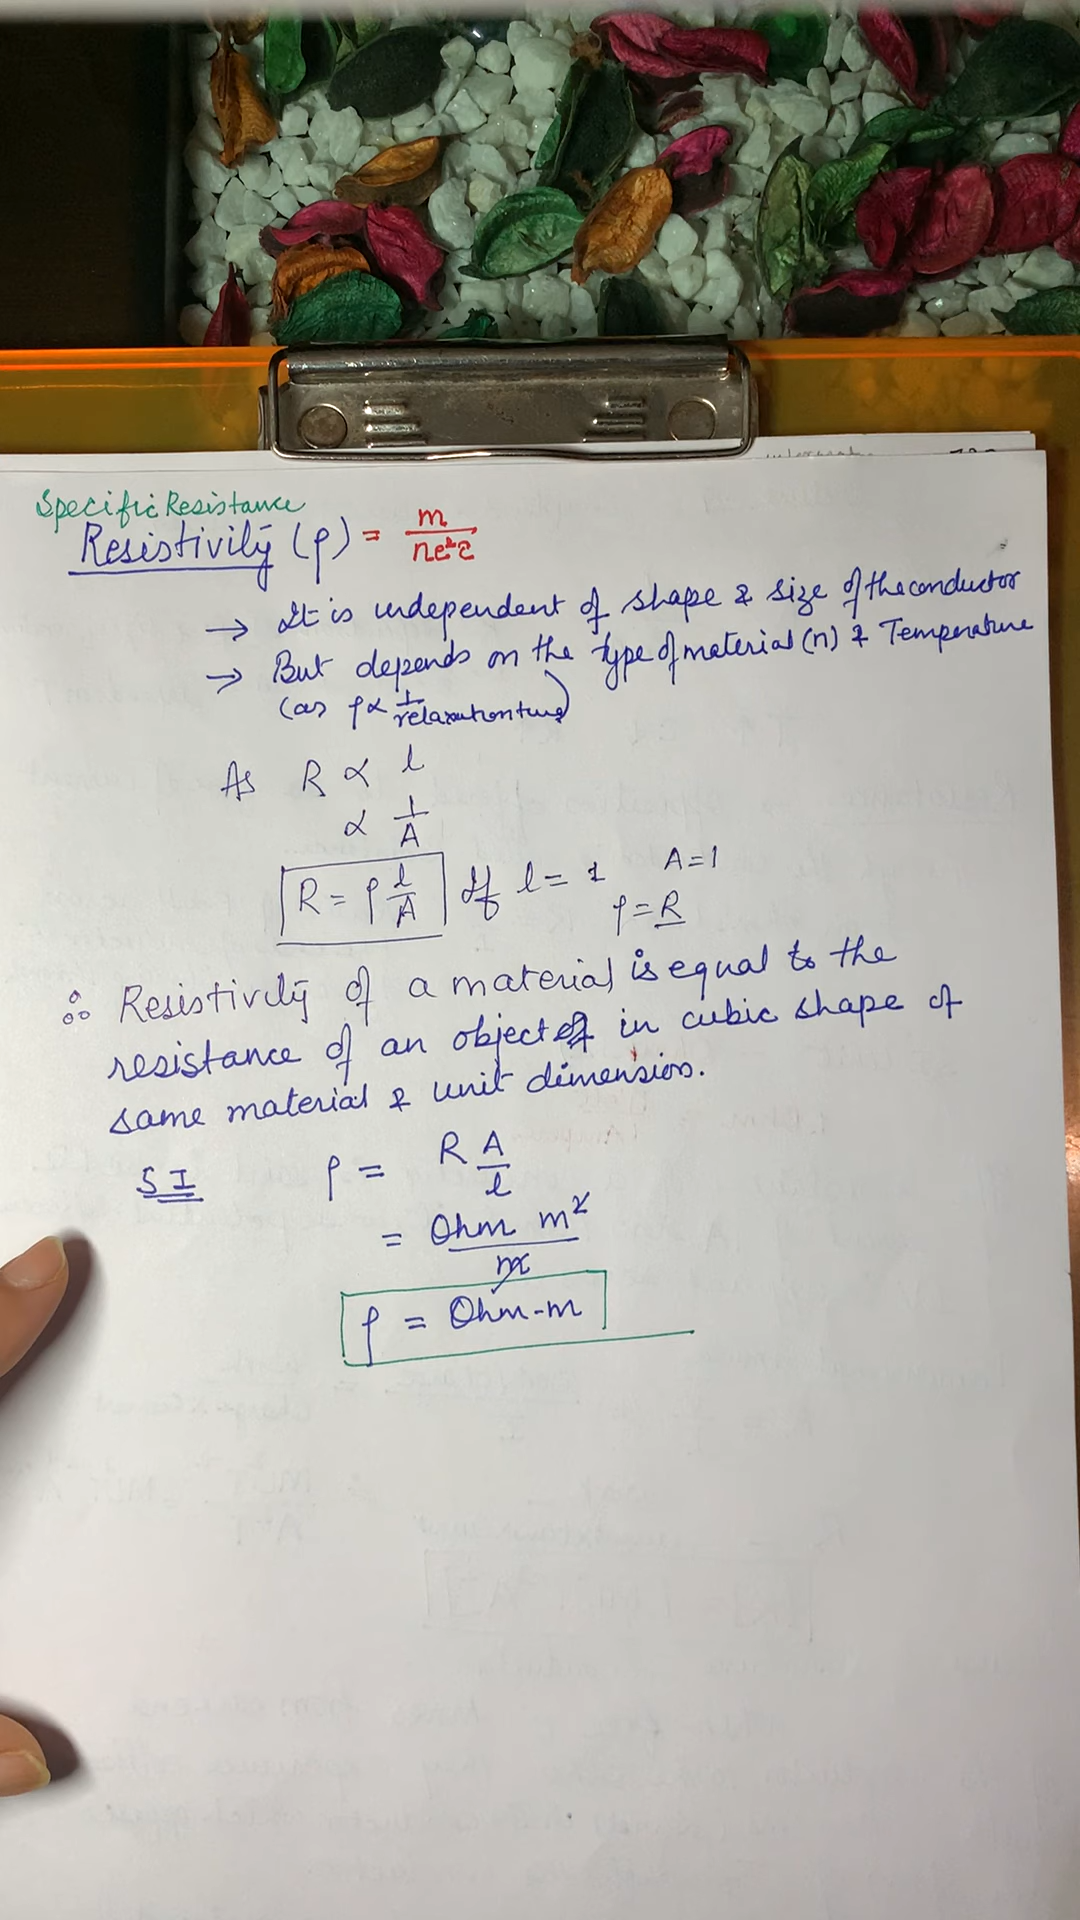 Specific Resistance
Resistivity (ρ) = m / ne²τ
→ It is independent of shape & size of the conductor
→ But depends on the type of material (n) & Temperature
(as ρ ∝ 1 / relaxation time)
As R ∝ l
∝ 1 / A
R = ρ l / A If l = 1 A = 1
ρ = R
∴ Resistivity of a material is equal to the
resistance of an object in cubic shape of
same material & unit dimension.
SI ρ = R A / l
= Ohm m² / m
ρ = Ohm-m